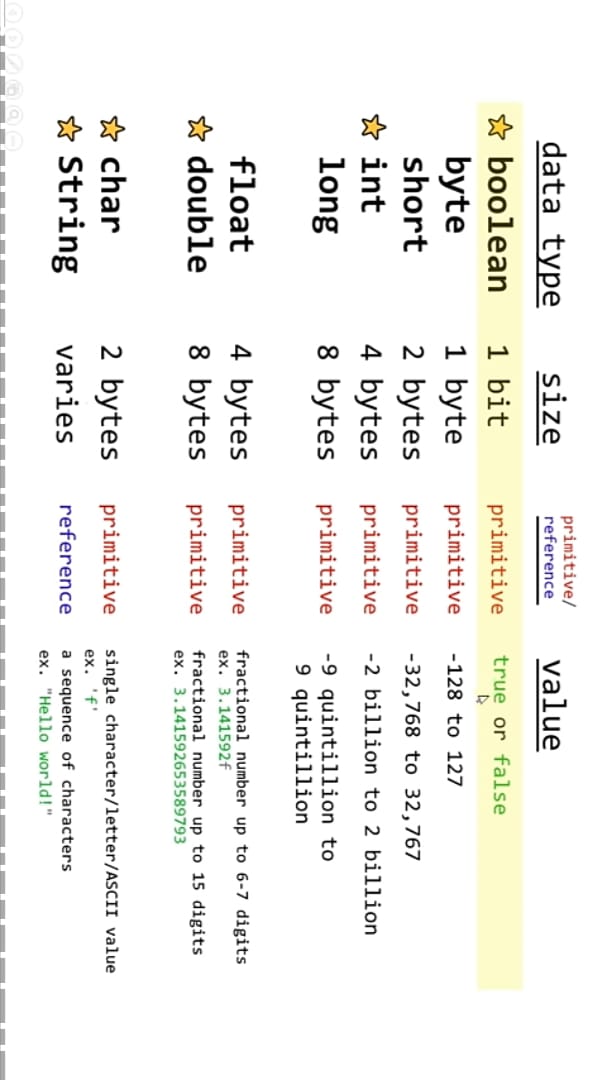 data type size primitive/ reference value
boolean 1 bit primitive true or false
byte 1 byte primitive -128 to 127
short 2 bytes primitive -32,768 to 32,767
int 4 bytes primitive -2 billion to 2 billion
long 8 bytes primitive -9 quintillion to
9 quintillion
float 4 bytes primitive fractional number up to 6-7 digits
ex. 3.141592f
double 8 bytes primitive fractional number up to 15 digits
ex. 3.141592653589793
char 2 bytes primitive single character/letter/ASCII value
ex. 'f'
String varies reference a sequence of characters
ex. "Hello world!"